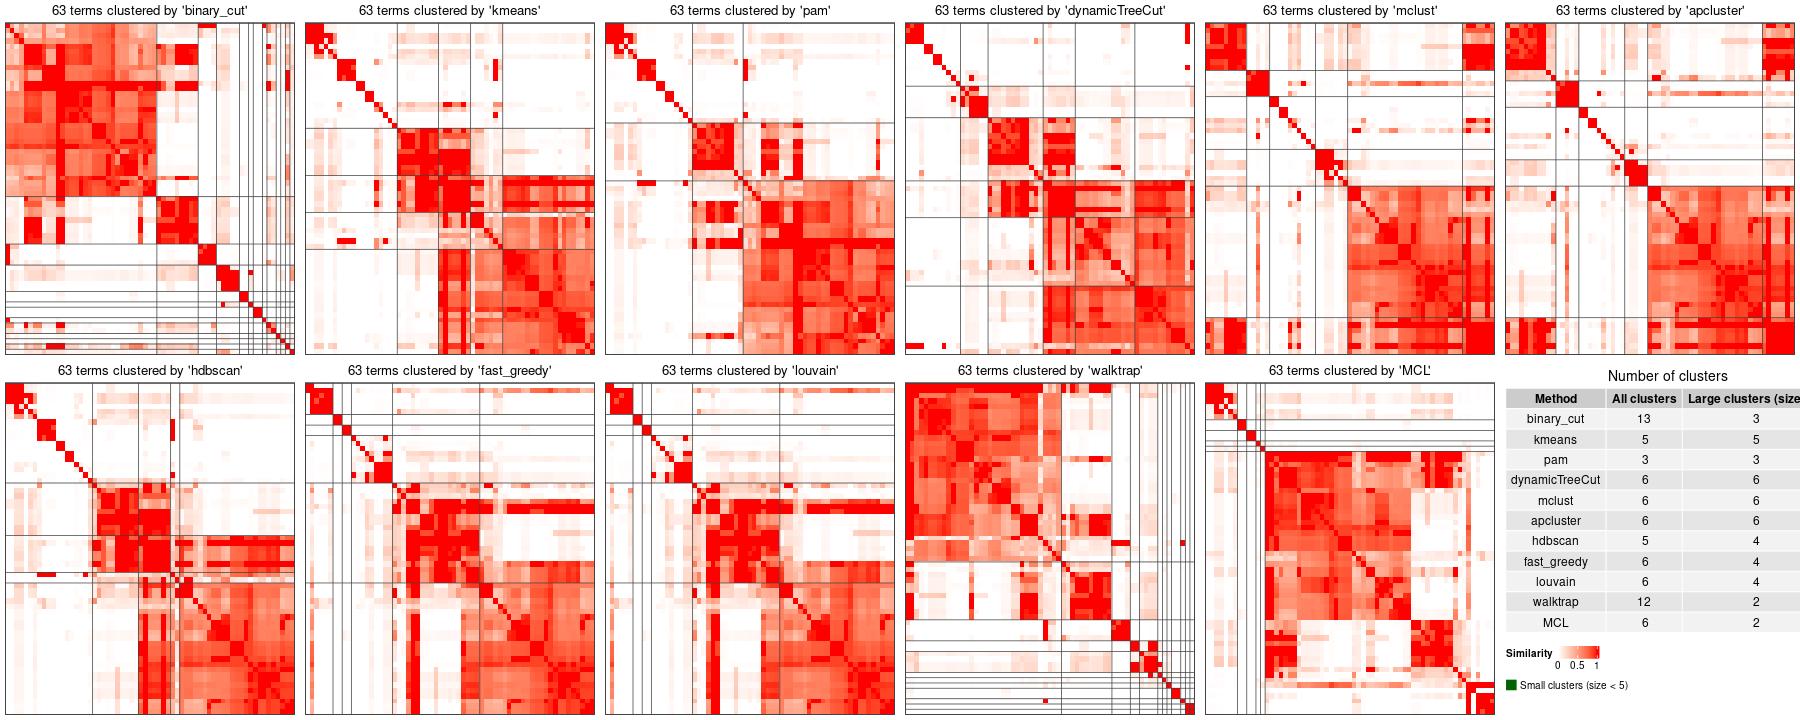 63 terms clustered by 'binary_cut'
63 terms clustered by 'kmeans'
63 terms clustered by 'pam'
63 terms clustered by 'dynamicTreeCut'
63 terms clustered by 'mclust'
63 terms clustered by 'apcluster'
63 terms clustered by 'hdbscan'
63 terms clustered by 'fast_greedy'
63 terms clustered by 'louvain'
63 terms clustered by 'walktrap'
63 terms clustered by 'MCL'
Number of clusters
Method All clusters Large clusters (size
binary_cut 13 3
kmeans 5 5
pam 3 3
dynamicTreeCut 6 6
mclust 6 6
apcluster 6 6
hdbscan 5 4
fast_greedy 6 4
louvain 6 4
walktrap 12 2
MCL 6 2
Similarity
0 0.5 1
Small clusters (size < 5)